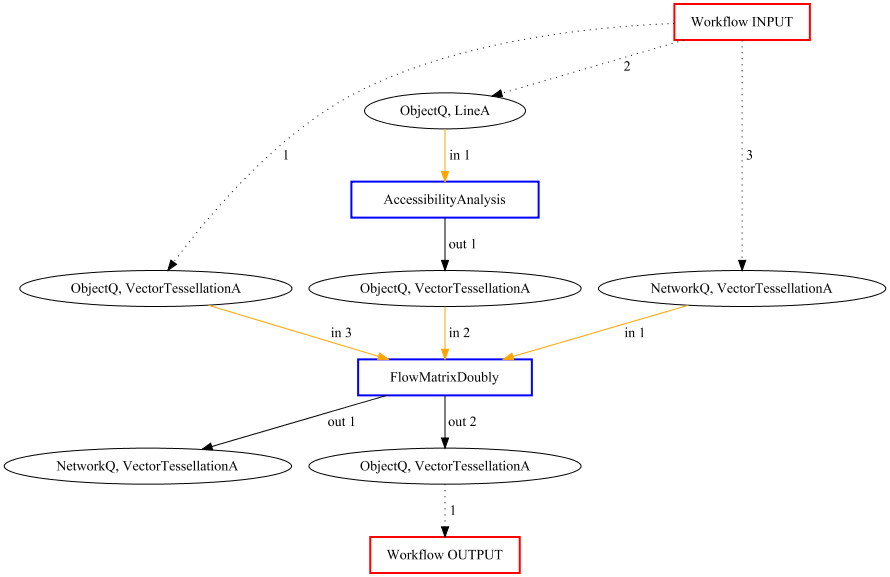 Workflow INPUT
2
ObjectQ, LineA
1
in 1
3
AccessibilityAnalysis
out 1
ObjectQ, VectorTessellationA
ObjectQ, VectorTessellationA
NetworkQ, VectorTessellationA
in 3
in 2
in 1
FlowMatrixDoubly
out 1
out 2
NetworkQ, VectorTessellationA
ObjectQ, VectorTessellationA
1
Workflow OUTPUT